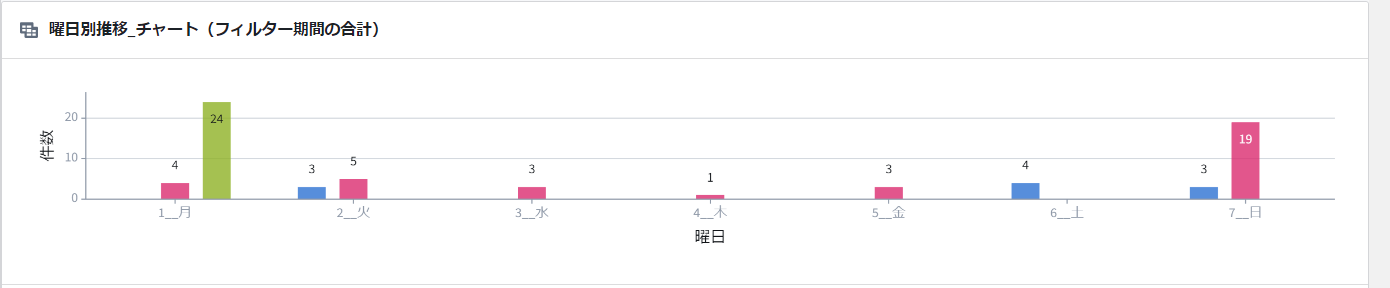 曜日別推移_チャート（フィルター期間の合計）
件数
20
10
0
4
24
3
5
3
1
3
4
3
19
1__月
2__火
3__水
4__木
5__金
6__土
7__日
曜日